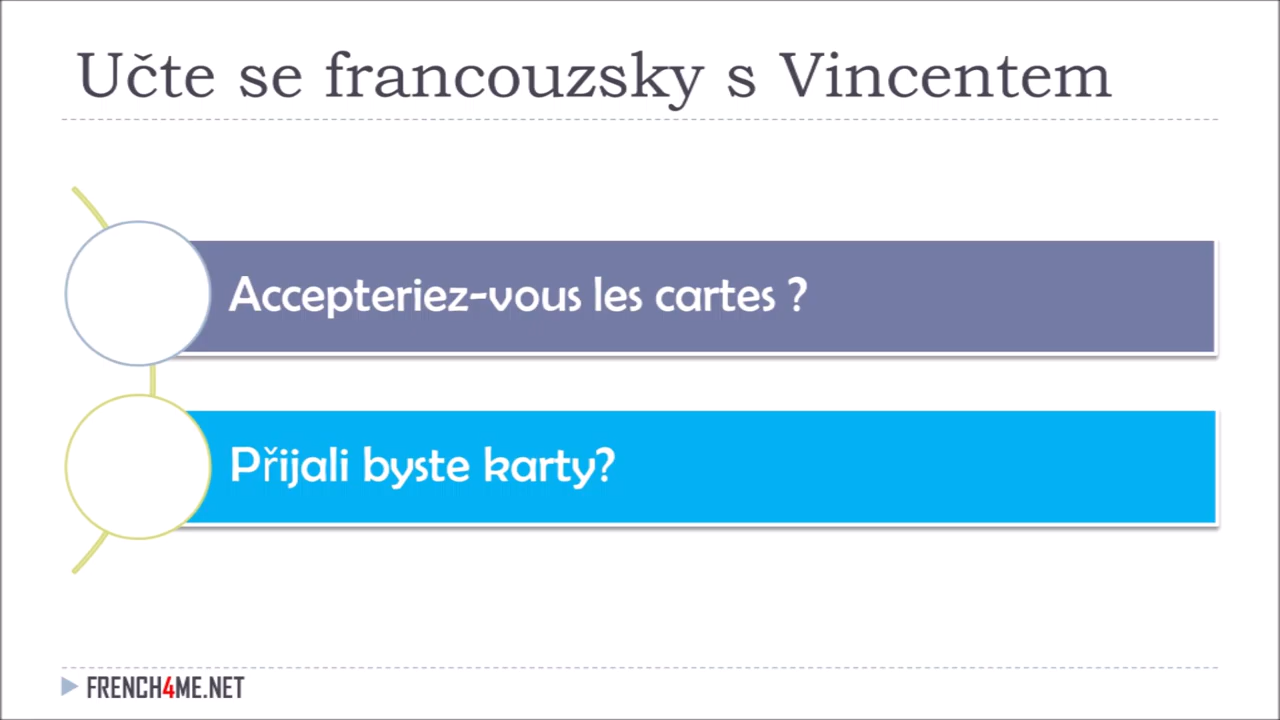 Učte se francouzsky s Vincentem
Accepteriez-vous les cartes ?
Přijali byste karty?
FRENCH4ME.NET